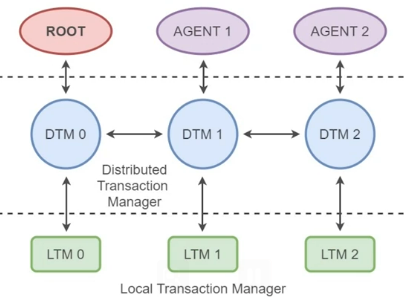 ROOT
AGENT 1
AGENT 2
DTM 0
DTM 1
DTM 2
Distributed
Transaction
Manager
LTM 0
LTM 1
LTM 2
Local Transaction Manager